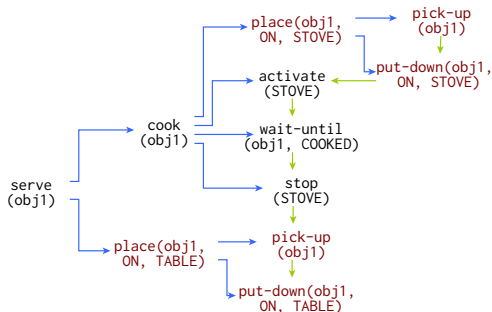 place(obj1,
ON, STOVE)
pick-up
(obj1)
put-down(obj1,
ON, STOVE)
activate
(STOVE)
cook
(obj1)
wait-until
(obj1, COOKED)
serve
(obj1)
stop
(STOVE)
place(obj1,
ON, TABLE)
pick-up
(obj1)
put-down(obj1,
ON, TABLE)